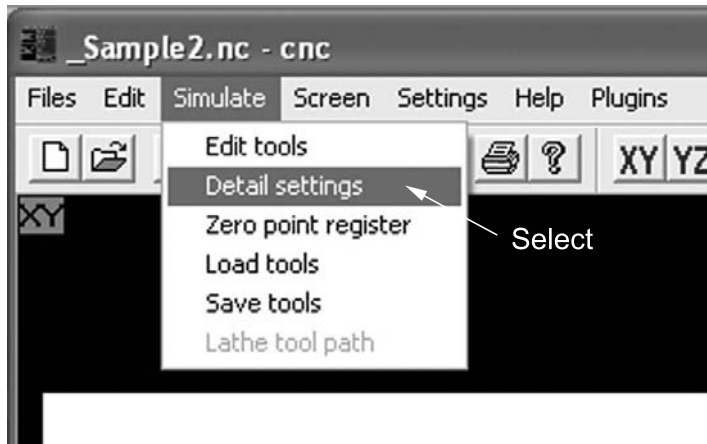 _Sample2.nc - cnc
Files Edit Simulate Screen Settings Help Plugins
XY YZ
Edit tools
Detail settings
Zero point register
Load tools
Save tools
Lathe tool path
XY
Select